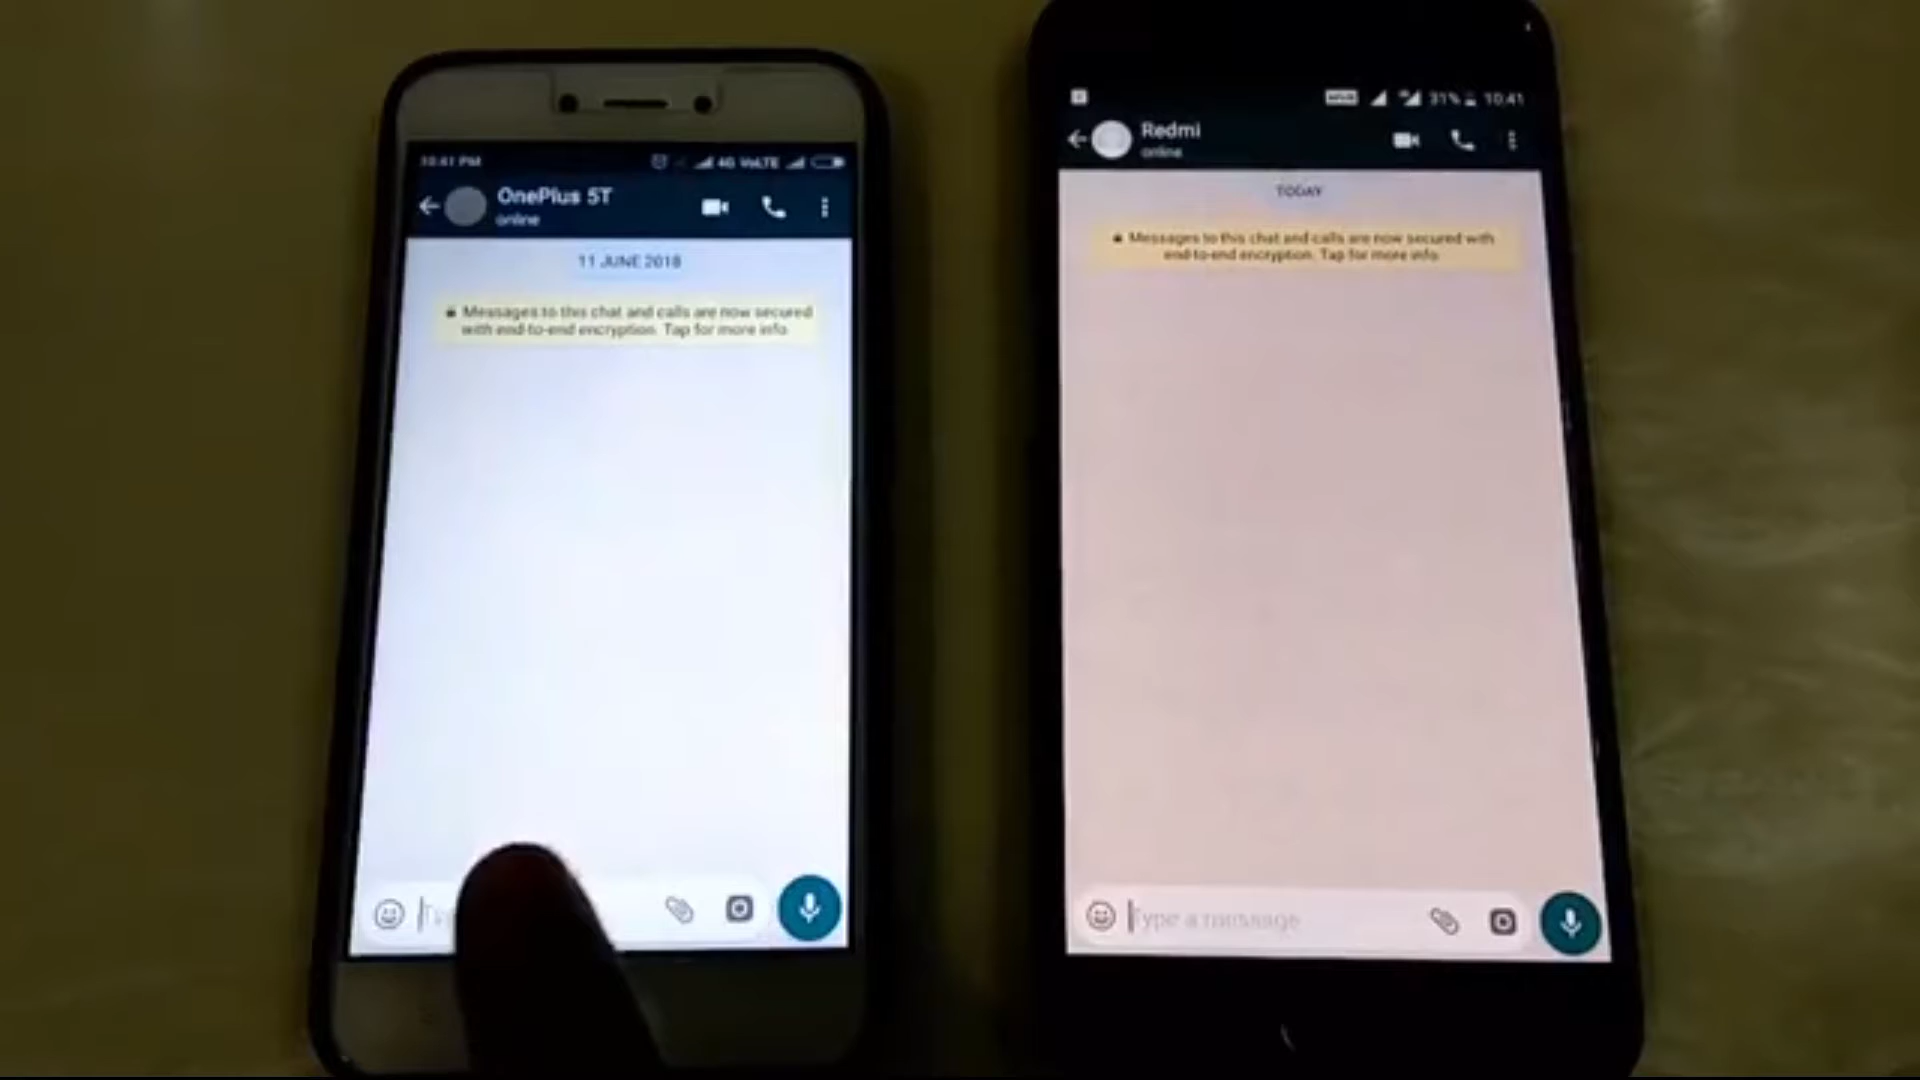 10:41 PM
4G VoLTE
OnePlus 5T
online
11 JUNE 2018
Messages to this chat and calls are now secured
with end-to-end encryption. Tap for more info.
31% 10:41
Redmi
online
TODAY
Messages to this chat and calls are now secured with
end-to-end encryption. Tap for more info.
Type a message